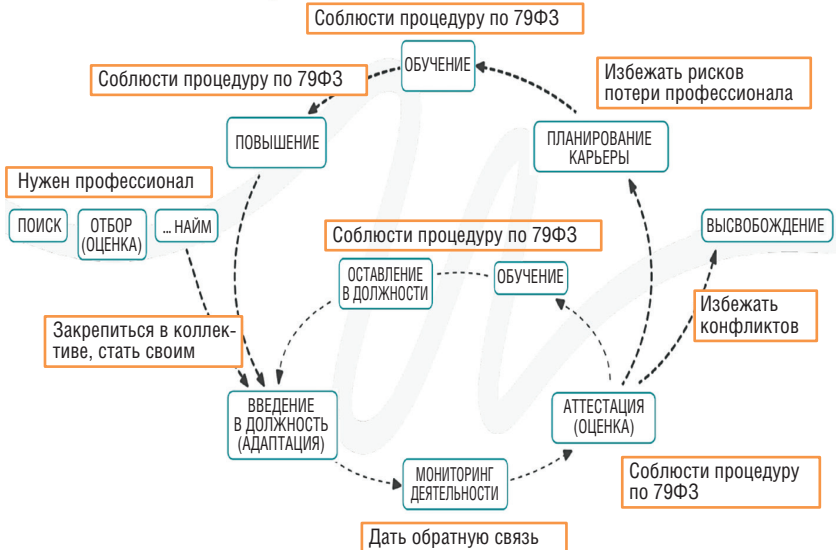 Соблюсти процедуру по 79ФЗ
ОБУЧЕНИЕ
Соблюсти процедуру по 79ФЗ
Избежать рисков
потери профессионала
ПОВЫШЕНИЕ
ПЛАНИРОВАНИЕ
КАРЬЕРЫ
Нужен профессионал
ПОИСК
ОТБОР
(ОЦЕНКА)
... НАЙМ
Соблюсти процедуру по 79ФЗ
ВЫСВОБОЖДЕНИЕ
ОСТАВЛЕНИЕ
В ДОЛЖНОСТИ
ОБУЧЕНИЕ
Закрепиться в коллек-
тиве, стать своим
Избежать
конфликтов
ВВЕДЕНИЕ
В ДОЛЖНОСТЬ
(АДАПТАЦИЯ)
АТТЕСТАЦИЯ
(ОЦЕНКА)
МОНИТОРИНГ
ДЕЯТЕЛЬНОСТИ
Соблюсти процедуру
по 79ФЗ
Дать обратную связь